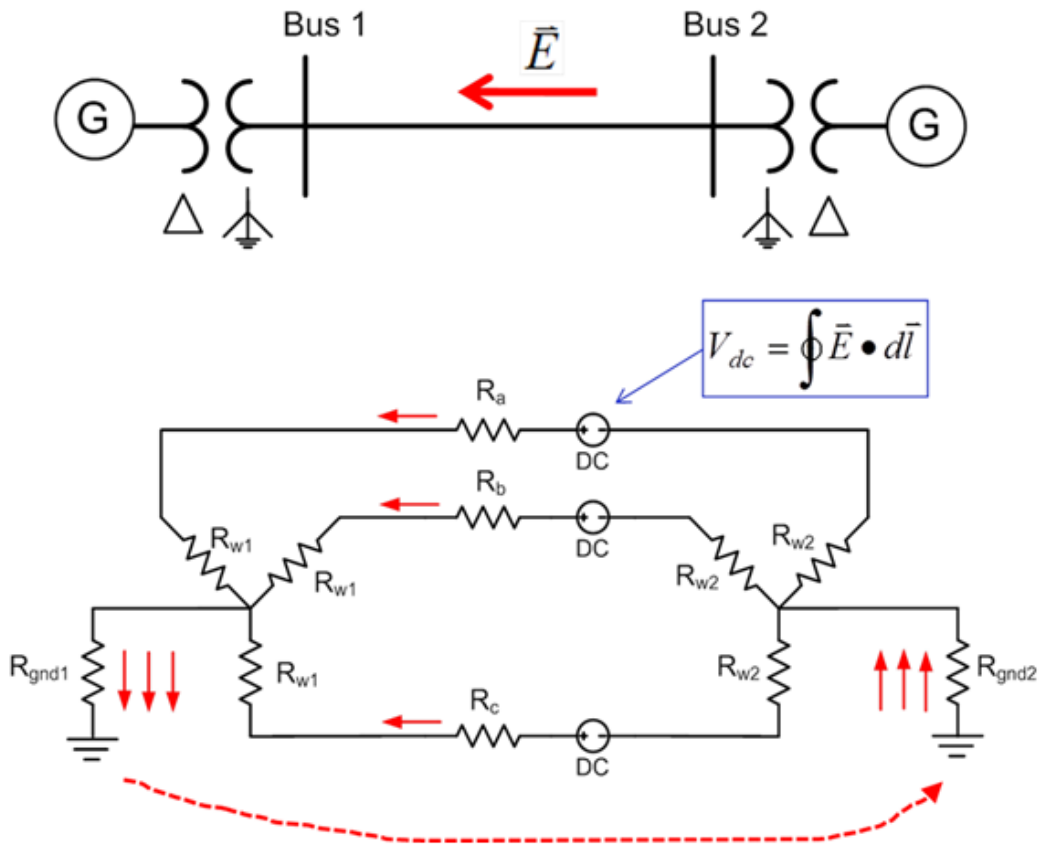 Bus 1
Bus 2
E⃗
G
G
Δ
Δ
V_dc = ∮ E⃗ • dl⃗
R_a
DC
R_b
DC
R_w1
R_w1
R_w2
R_w2
R_gnd1
R_w1
R_w2
R_gnd2
R_c
DC